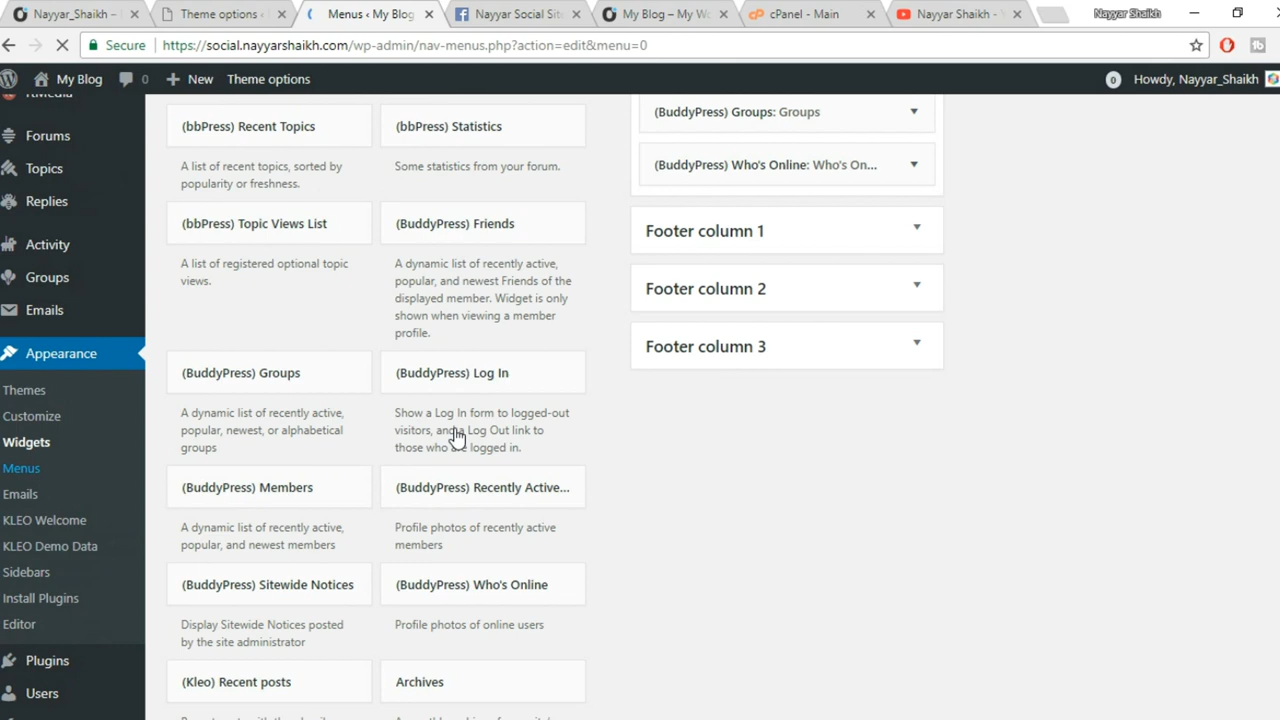 Nayyar_Shaikh –
Theme options ‹
Menus ‹ My Blog
Nayyar Social Sit
My Blog – My W
cPanel - Main
Nayyar Shaikh -
Nayyar Shaikh
Secure
https://social.nayyarshaikh.com/wp-admin/nav-menus.php?action=edit&menu=0
My Blog
0
New
Theme options
0
Howdy, Nayyar_Shaikh
Forums
Topics
Replies
Activity
Groups
Emails
Appearance
Themes
Customize
Widgets
Menus
Emails
KLEO Welcome
KLEO Demo Data
Sidebars
Install Plugins
Editor
Plugins
Users
(bbPress) Recent Topics
A list of recent topics, sorted by
popularity or freshness.
(bbPress) Statistics
Some statistics from your forum.
(bbPress) Topic Views List
A list of registered optional topic
views.
(BuddyPress) Friends
A dynamic list of recently active,
popular, and newest Friends of the
displayed member. Widget is only
shown when viewing a member
profile.
(BuddyPress) Groups
A dynamic list of recently active,
popular, newest, or alphabetical
groups
(BuddyPress) Log In
Show a Log In form to logged-out
visitors, and a Log Out link to
those who are logged in.
(BuddyPress) Members
A dynamic list of recently active,
popular, and newest members
(BuddyPress) Recently Active...
Profile photos of recently active
members
(BuddyPress) Sitewide Notices
Display Sitewide Notices posted
by the site administrator
(BuddyPress) Who's Online
Profile photos of online users
(Kleo) Recent posts
Archives
(BuddyPress) Groups: Groups
(BuddyPress) Who's Online: Who's On...
Footer column 1
Footer column 2
Footer column 3